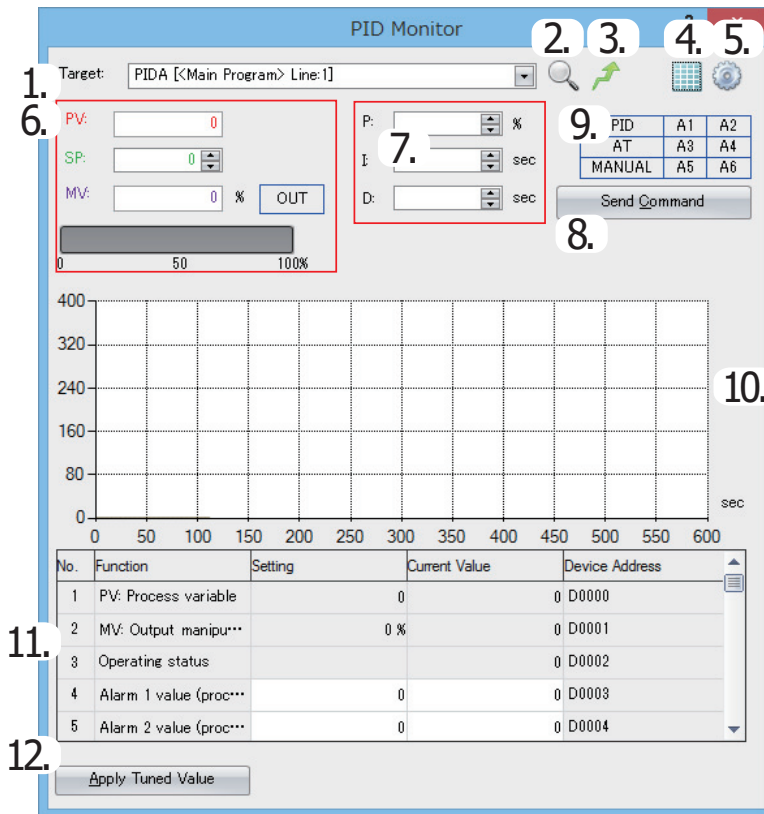 PID Monitor
?
2. 3. 4. 5.
1. Target: PIDA [<Main Program> Line:1]
6. PV: 0
SP: 0
MV: 0 % OUT
0 50 100%
7.
P: %
I: sec
D: sec
9.
PID A1 A2
AT A3 A4
MANUAL A5 A6
Send Command
8.
400
320
240
160
80
0
0 50 100 150 200 250 300 350 400 450 500 550 600
sec
10.
No. Function Setting Current Value Device Address
1 PV: Process variable 0 0 D0000
2 MV: Output manipu… 0 % 0 D0001
3 Operating status 0 D0002
4 Alarm 1 value (proc… 0 0 D0003
5 Alarm 2 value (proc… 0 0 D0004
11.
12.
Apply Tuned Value